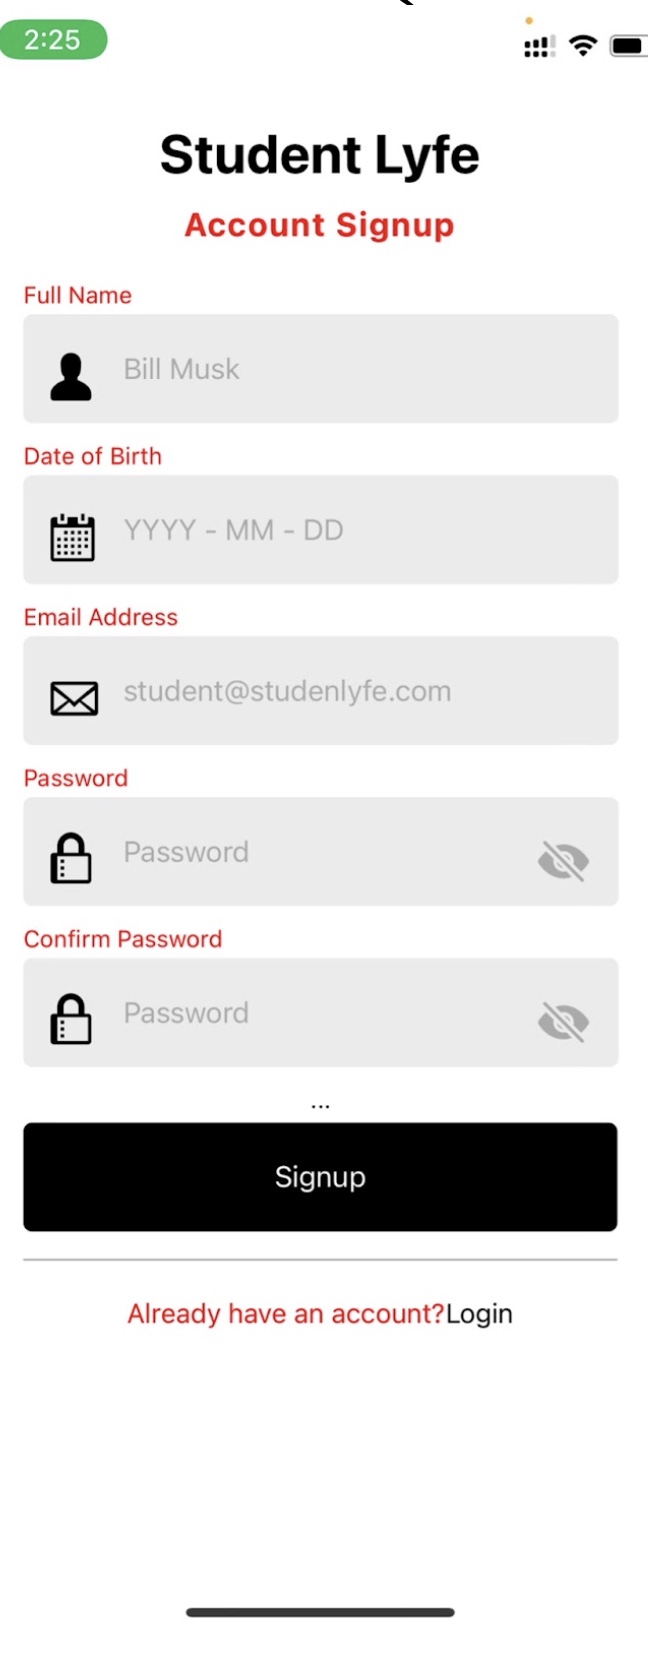 2:25
Student Lyfe
Account Signup
Full Name
Bill Musk
Date of Birth
YYYY - MM - DD
Email Address
student@studenlyfe.com
Password
Password
Confirm Password
Password
...
Signup
Already have an account?Login